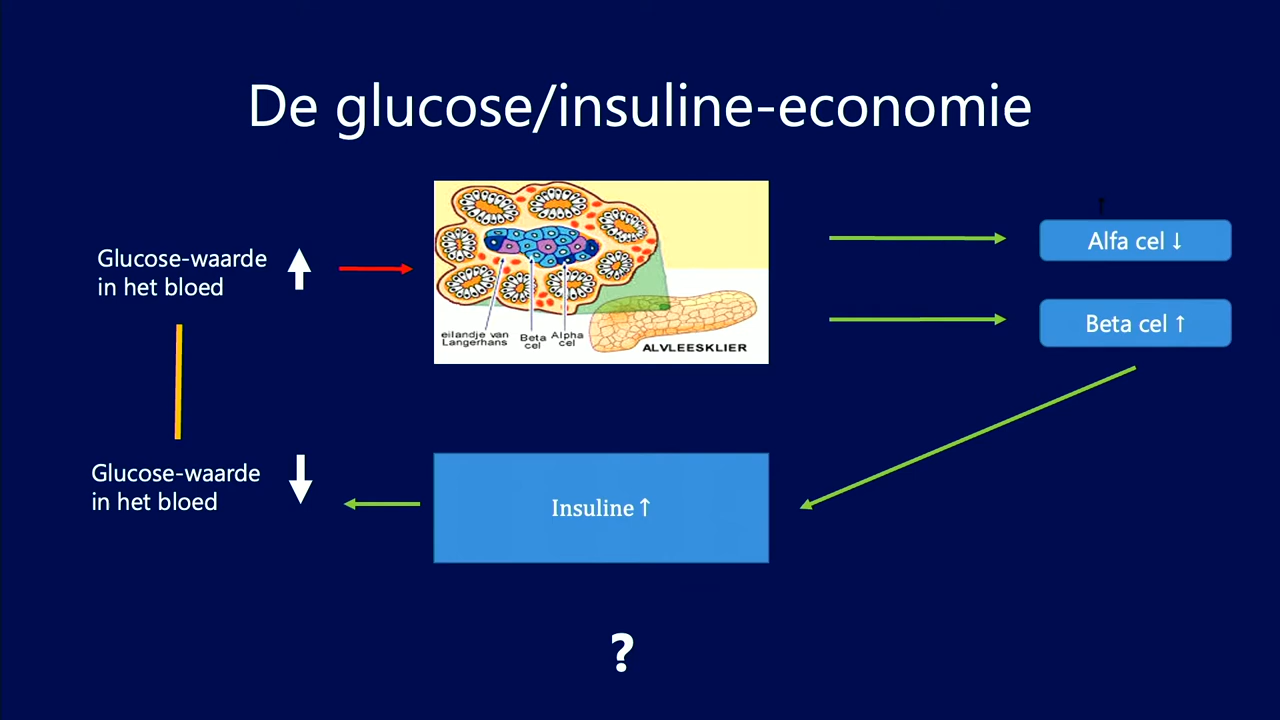 De glucose/insuline-economie
↑
Alfa cel ↓
Glucose-waarde
in het bloed
Beta cel ↑
eilandje van
Langerhans
Beta
cel
Alpha
cel
ALVLEESKLIER
Glucose-waarde
in het bloed
Insuline ↑
?